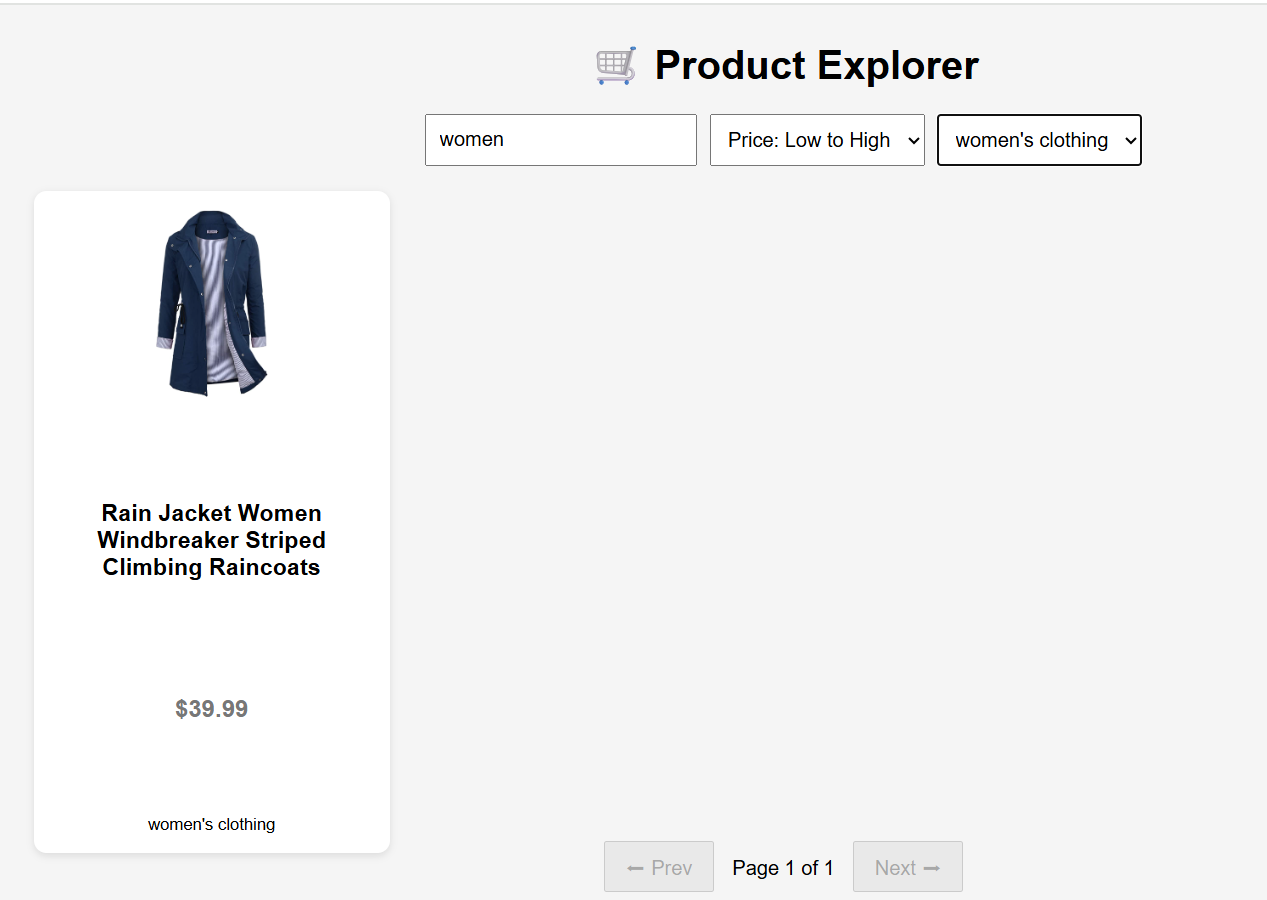 Product Explorer
women
Price: Low to High
women's clothing
Rain Jacket Women
Windbreaker Striped
Climbing Raincoats
$39.99
women's clothing
← Prev
Page 1 of 1
Next →